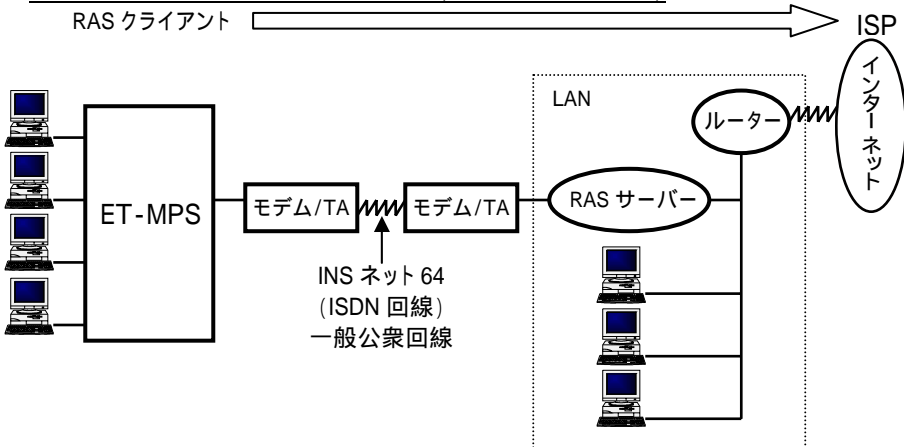 RAS クライアント
ISP
インターネット
LAN
ルーター
ET-MPS
モデム/TA
モデム/TA
RAS サーバー
INS ネット 64
(ISDN 回線)
一般公衆回線